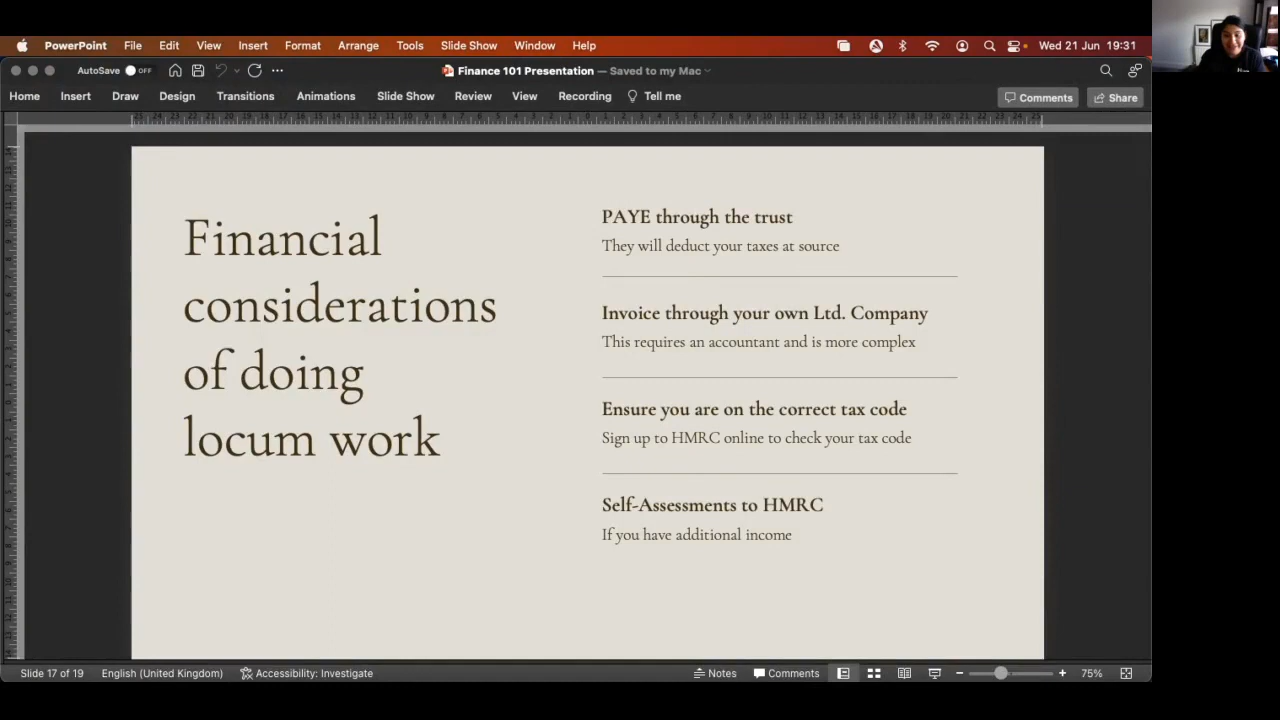 PowerPoint File Edit View Insert Format Arrange Tools Slide Show Window Help Wed 21 Jun 19:31
AutoSave OFF Finance 101 Presentation — Saved to my Mac
Home Insert Draw Design Transitions Animations Slide Show Review View Recording Tell me Comments Share
Financial
considerations
of doing
locum work
PAYE through the trust
They will deduct your taxes at source
Invoice through your own Ltd. Company
This requires an accountant and is more complex
Ensure you are on the correct tax code
Sign up to HMRC online to check your tax code
Self-Assessments to HMRC
If you have additional income
Slide 17 of 19 English (United Kingdom) Accessibility: Investigate Notes Comments 75%